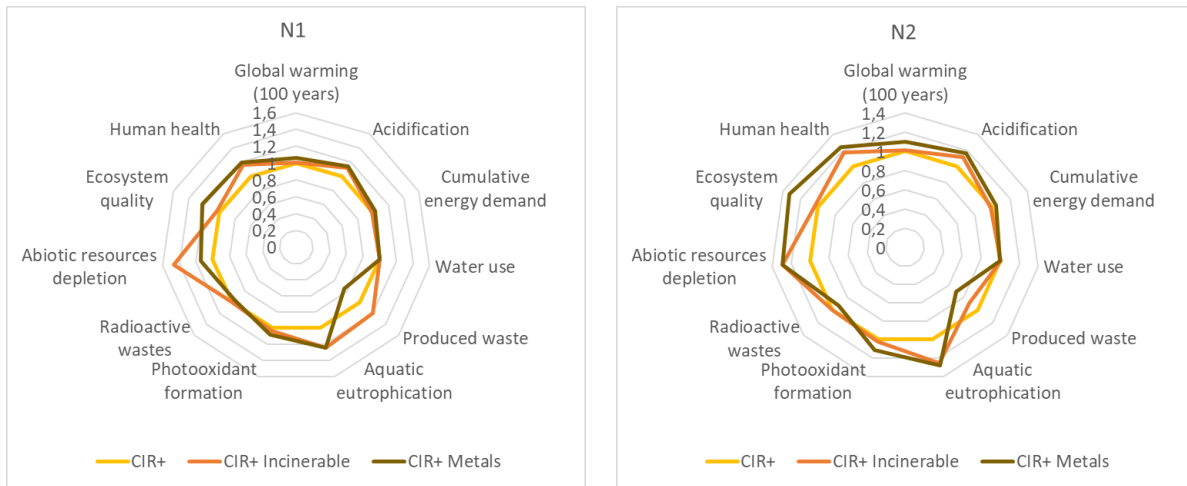 N1
Global warming
(100 years)
1,6
1,4
1,2
1
0,8
0,6
0,4
0,2
0
Acidification
Cumulative
energy demand
Water use
Produced waste
Aquatic
eutrophication
Photooxidant
formation
Radioactive
wastes
Abiotic resources
depletion
Ecosystem
quality
Human health
CIR+
CIR+ Incinerable
CIR+ Metals
N2
Global warming
(100 years)
1,4
1,2
1
0,8
0,6
0,4
0,2
0
Acidification
Cumulative
energy demand
Water use
Produced waste
Aquatic
eutrophication
Photooxidant
formation
Radioactive
wastes
Abiotic resources
depletion
Ecosystem
quality
Human health
CIR+
CIR+ Incinerable
CIR+ Metals